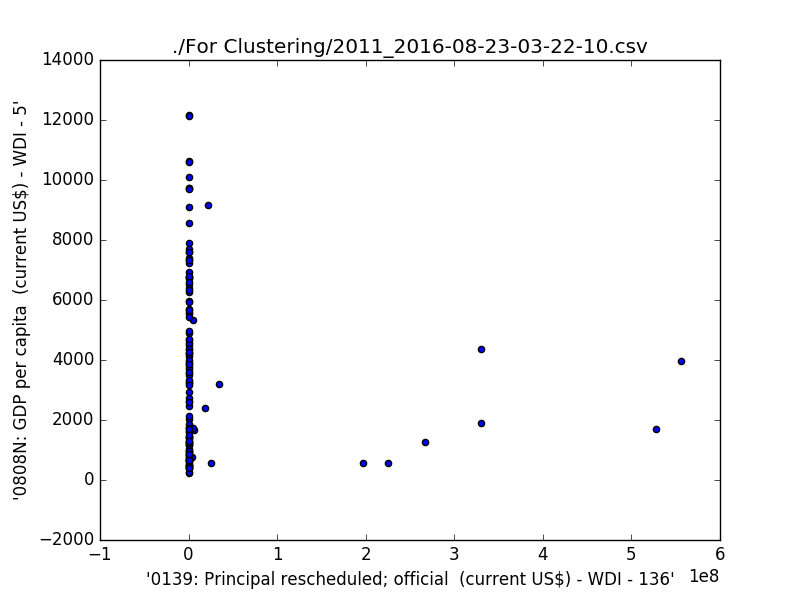 ./For Clustering/2011_2016-08-23-03-22-10.csv
14000
12000
10000
8000
6000
4000
2000
0
−2000
'0808N: GDP per capita  (current US$) - WDI - 5'
−1 0 1 2 3 4 5 6
1e8
'0139: Principal rescheduled; official  (current US$) - WDI - 136'